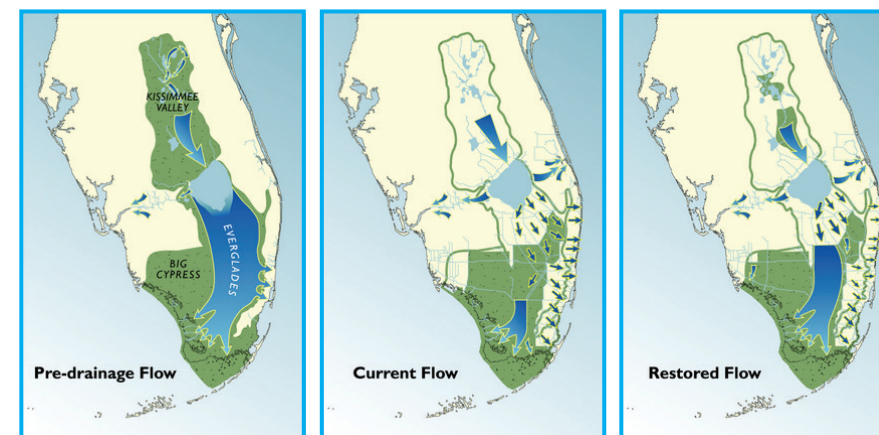 KISSIMMEE
VALLEY
EVERGLADES
BIG
CYPRESS
Pre-drainage Flow
Current Flow
Restored Flow